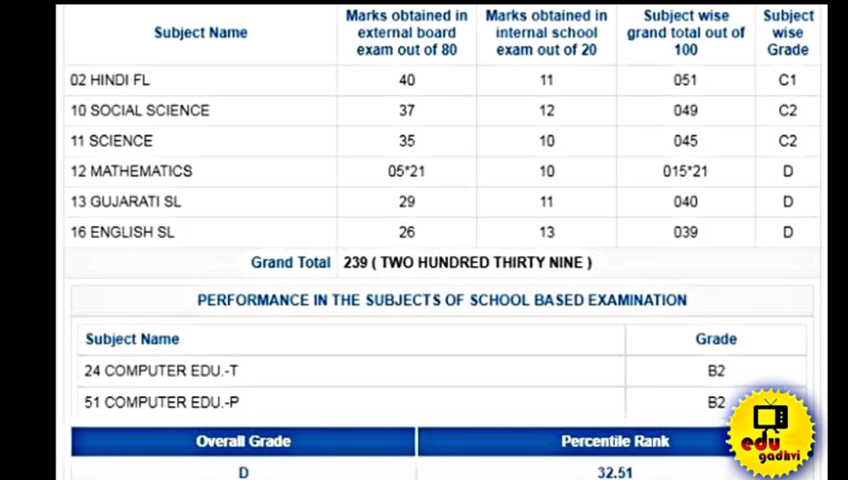 Subject Name Marks obtained in external board exam out of 80 Marks obtained in internal school exam out of 20 Subject wise grand total out of 100 Subject wise Grade
02 HINDI FL 40 11 051 C1
10 SOCIAL SCIENCE 37 12 049 C2
11 SCIENCE 35 10 045 C2
12 MATHEMATICS 05*21 10 015*21 D
13 GUJARATI SL 29 11 040 D
16 ENGLISH SL 26 13 039 D
Grand Total 239 ( TWO HUNDRED THIRTY NINE )
PERFORMANCE IN THE SUBJECTS OF SCHOOL BASED EXAMINATION
Subject Name Grade
24 COMPUTER EDU.-T B2
51 COMPUTER EDU.-P B2
Overall Grade Percentile Rank
D 32.51
edu
gadhvi